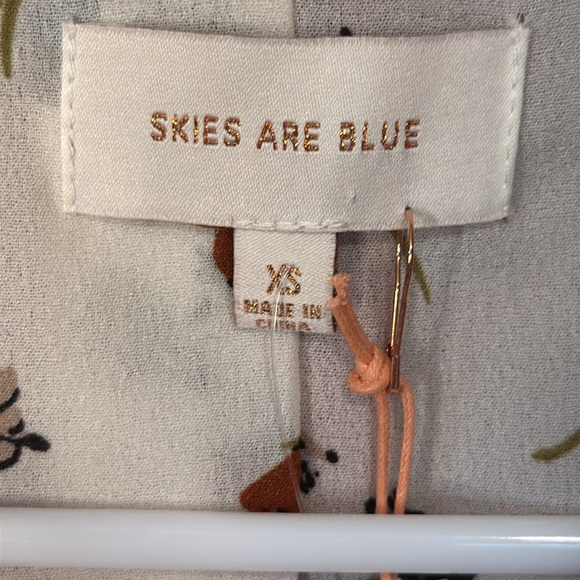 SKIES ARE BLUE
XS
MADE IN
CHINA